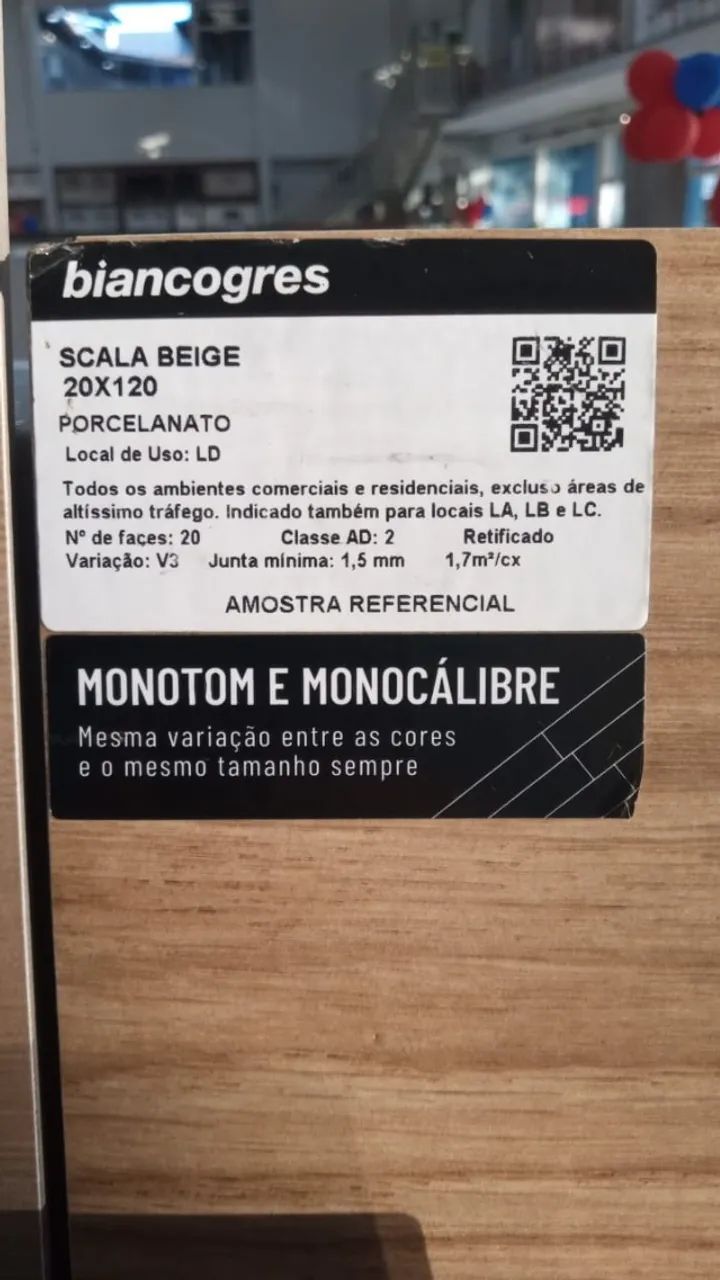 biancogres
SCALA BEIGE
20X120
PORCELANATO
Local de Uso: LD
Todos os ambientes comerciais e residenciais, excluso áreas de
altíssimo tráfego. Indicado também para locais LA, LB e LC.
Nº de faces: 20 Classe AD: 2 Retificado
Variação: V3 Junta mínima: 1,5 mm 1,7m²/cx
AMOSTRA REFERENCIAL
MONOTOM E MONOCÁLIBRE
Mesma variação entre as cores
e o mesmo tamanho sempre